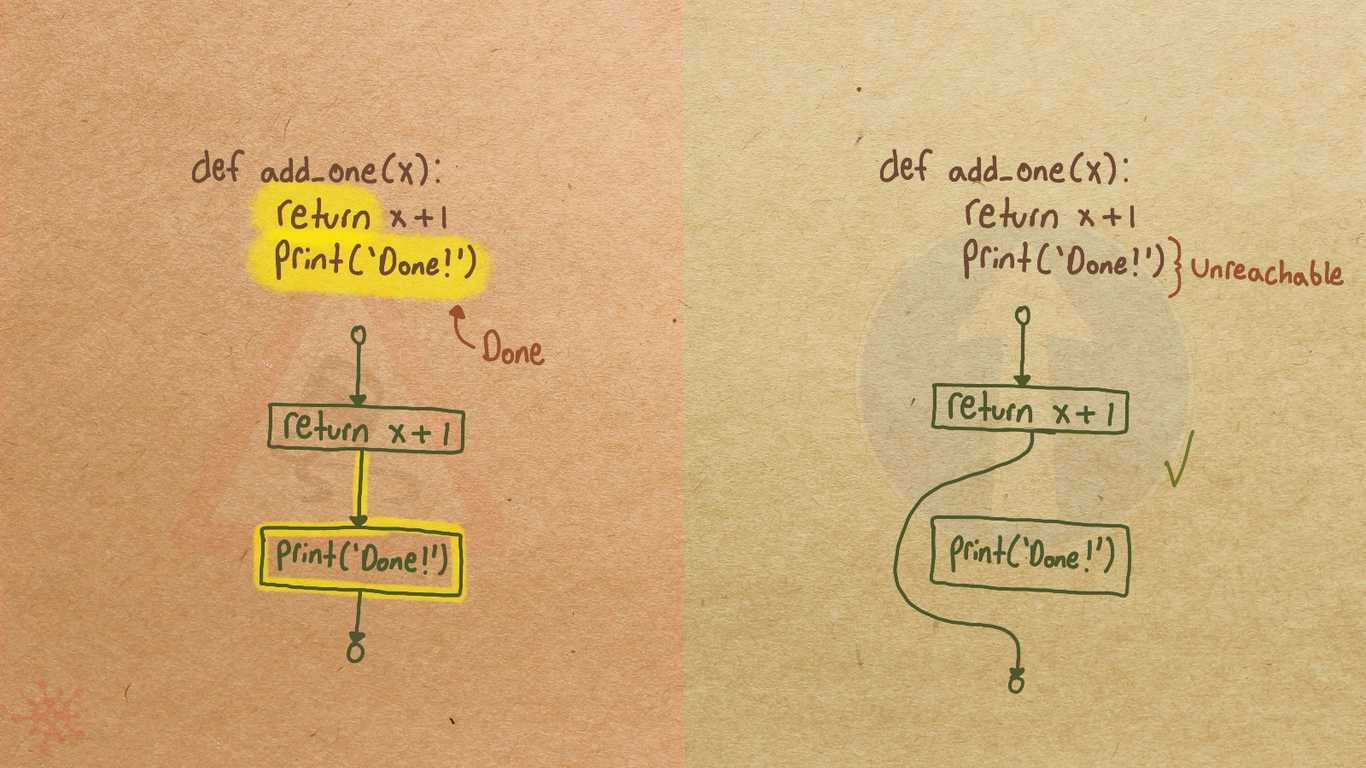 def add_one(x):
return x+1
print('Done!')
Done
return x+1
print('Done!')
def add_one(x):
return x+1
print('Done!')
Unreachable
return x+1
print('Done!')